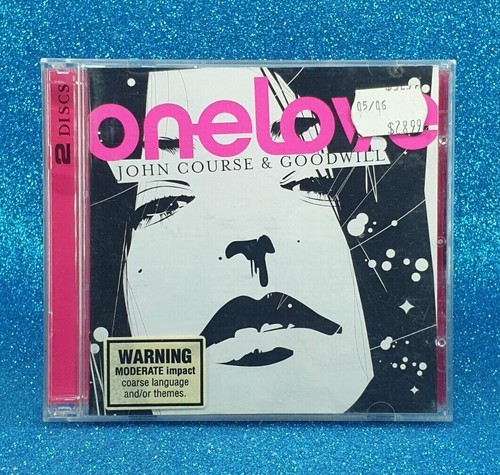 2 DISCS
onelove
JOHN COURSE & GOODWILL
05/06
$28.99
WARNING
MODERATE impact
coarse language
and/or themes.